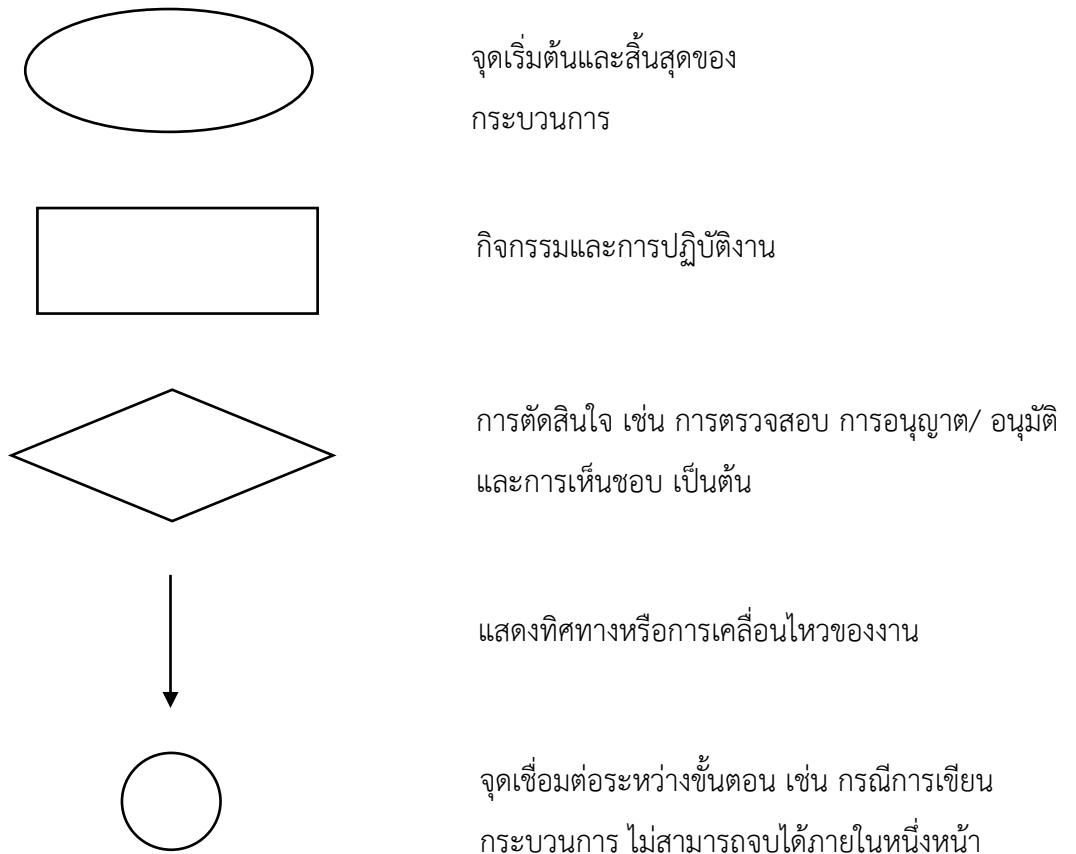 จุดเริ่มต้นและสิ้นสุดของ
กระบวนการ
กิจกรรมและการปฏิบัติงาน
การตัดสินใจ เช่น การตรวจสอบ การอนุญาต/ อนุมัติ
และการเห็นชอบ เป็นต้น
แสดงทิศทางหรือการเคลื่อนไหวของงาน
จุดเชื่อมต่อระหว่างขั้นตอน เช่น กรณีการเขียน
กระบวนการ ไม่สามารถจบได้ภายในหนึ่งหน้า